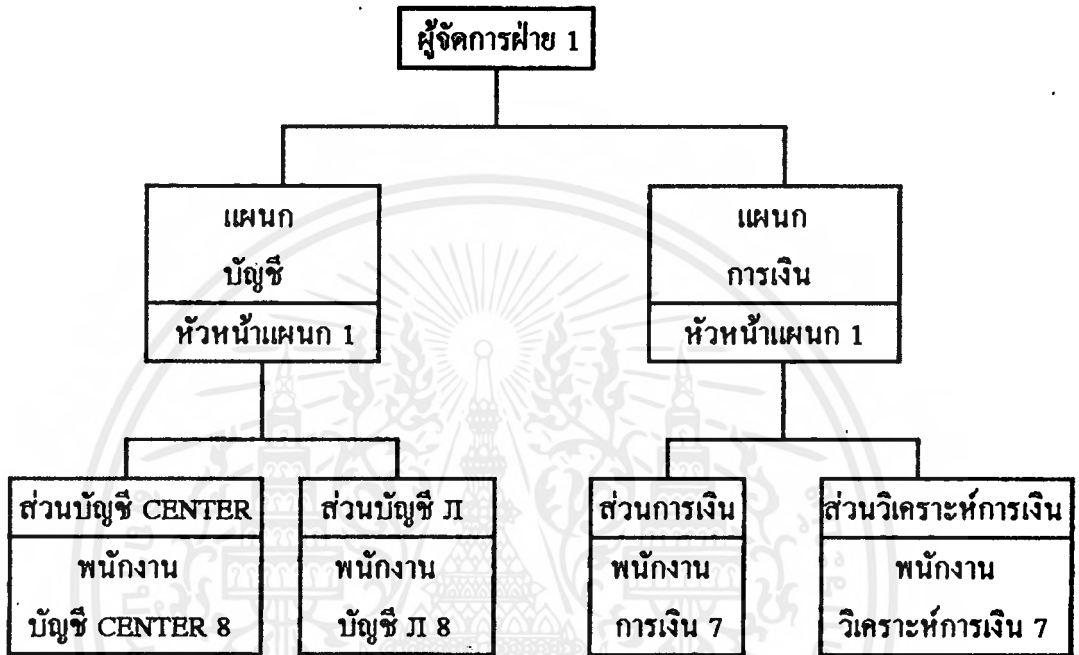 ผู้จัดการฝ่าย 1
แผนก
บัญชี
หัวหน้าแผนก 1
แผนก
การเงิน
หัวหน้าแผนก 1
ส่วนบัญชี CENTER
พนักงาน
บัญชี CENTER 8
ส่วนบัญชี JI
พนักงาน
บัญชี JI 8
ส่วนการเงิน
พนักงาน
การเงิน 7
ส่วนวิเคราะห์การเงิน
พนักงาน
วิเคราะห์การเงิน 7